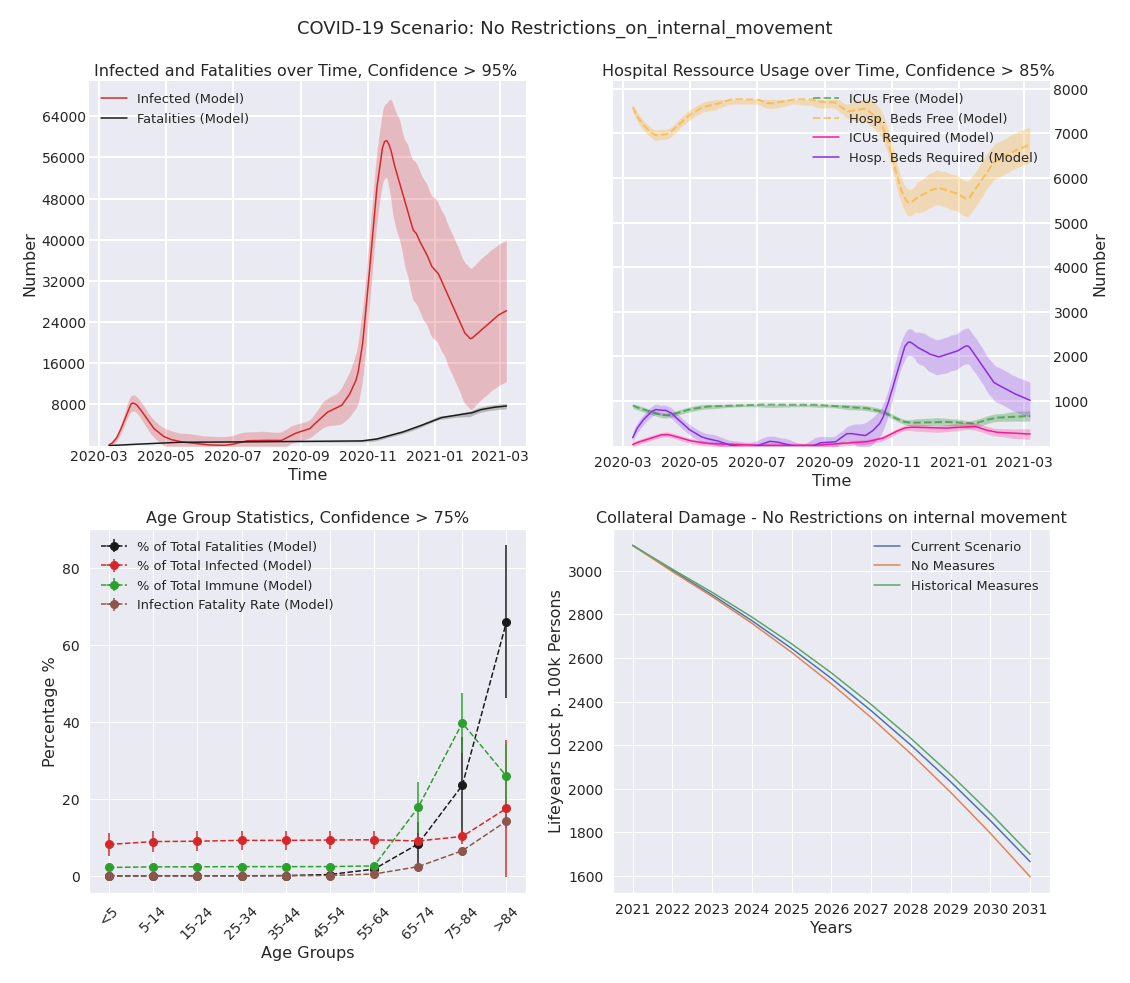 COVID-19 Scenario: No Restrictions_on_internal_movement
Infected and Fatalities over Time, Confidence > 95%
Infected (Model)
Fatalities (Model)
64000
56000
48000
40000
32000
24000
16000
8000
Number
2020-03 2020-05 2020-07 2020-09 2020-11 2021-01 2021-03
Time
Hospital Ressource Usage over Time, Confidence > 85%
ICUs Free (Model)
Hosp. Beds Free (Model)
ICUs Required (Model)
Hosp. Beds Required (Model)
8000
7000
6000
5000
4000
3000
2000
1000
Number
2020-03 2020-05 2020-07 2020-09 2020-11 2021-01 2021-03
Time
Age Group Statistics, Confidence > 75%
% of Total Fatalities (Model)
% of Total Infected (Model)
% of Total Immune (Model)
Infection Fatality Rate (Model)
80
60
40
20
0
Percentage %
<5 5-14 15-24 25-34 35-44 45-54 55-64 65-74 75-84 >84
Age Groups
Collateral Damage - No Restrictions on internal movement
Current Scenario
No Measures
Historical Measures
3000
2800
2600
2400
2200
2000
1800
1600
Lifeyears Lost p. 100k Persons
2021 2022 2023 2024 2025 2026 2027 2028 2029 2030 2031
Years